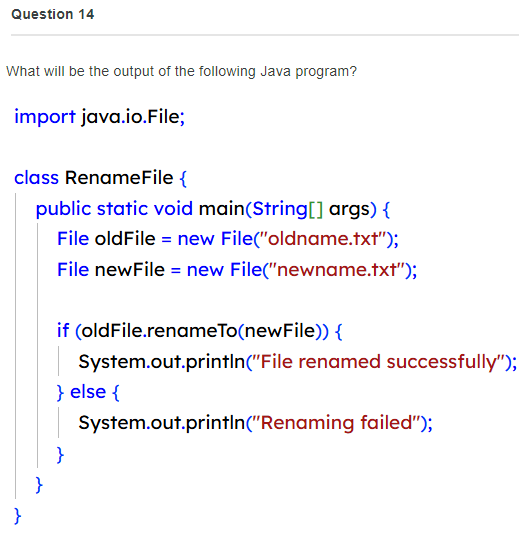 Question 14
What will be the output of the following Java program?
import java.io.File;
class RenameFile {
public static void main(String[] args) {
File oldFile = new File("oldname.txt");
File newFile = new File("newname.txt");
if (oldFile.renameTo(newFile)) {
System.out.println("File renamed successfully");
} else {
System.out.println("Renaming failed");
}
}
}